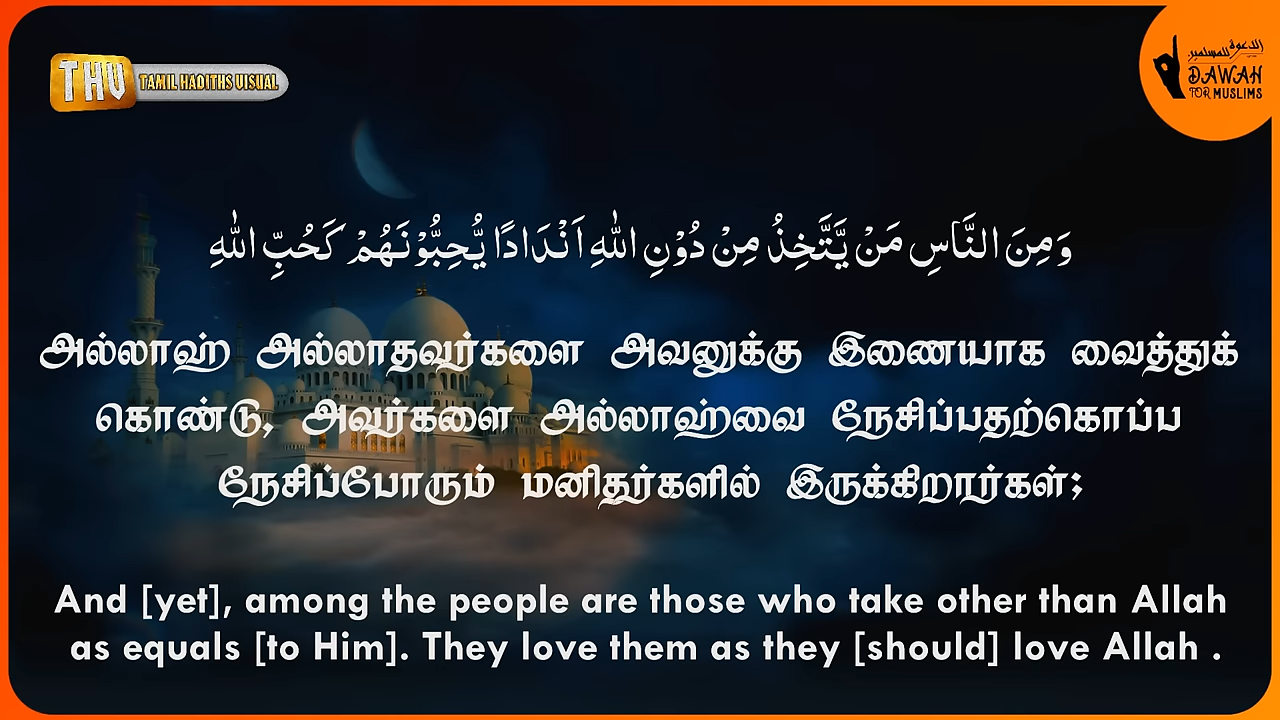 THV TAMIL HADITHS VISUAL
الدعوة للمسلمين
DAWAH
FOR MUSLIMS
وَمِنَ النَّاسِ مَنْ يَّتَّخِذُ مِنْ دُوْنِ اللّٰهِ اَنْدَادًا يُّحِبُّوْنَهُمْ كَحُبِّ اللّٰهِ
அல்லாஹ் அல்லாதவர்களை அவனுக்கு இணையாக வைத்துக்
கொண்டு, அவர்களை அல்லாஹ்வை நேசிப்பதற்கொப்ப
நேசிப்போரும் மனிதர்களில் இருக்கிறார்கள்;
And [yet], among the people are those who take other than Allah
as equals [to Him]. They love them as they [should] love Allah .